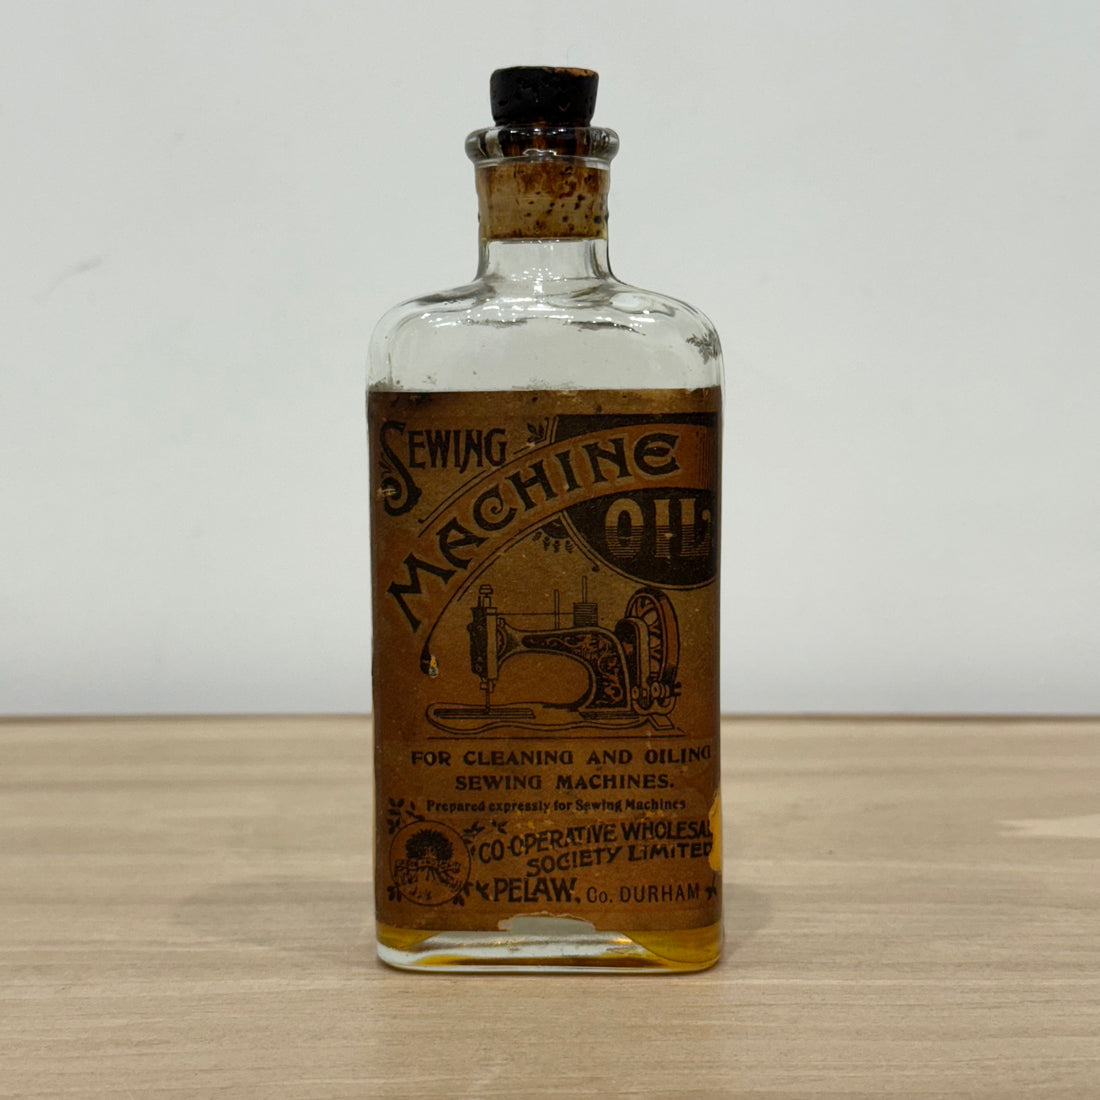 SEWING
MACHINE
OIL
FOR CLEANING AND OILING
SEWING MACHINES.
Prepared expressly for Sewing Machines
CO-OPERATIVE WHOLESAL
SOCIETY LIMITED
PELAW, Co. DURHAM